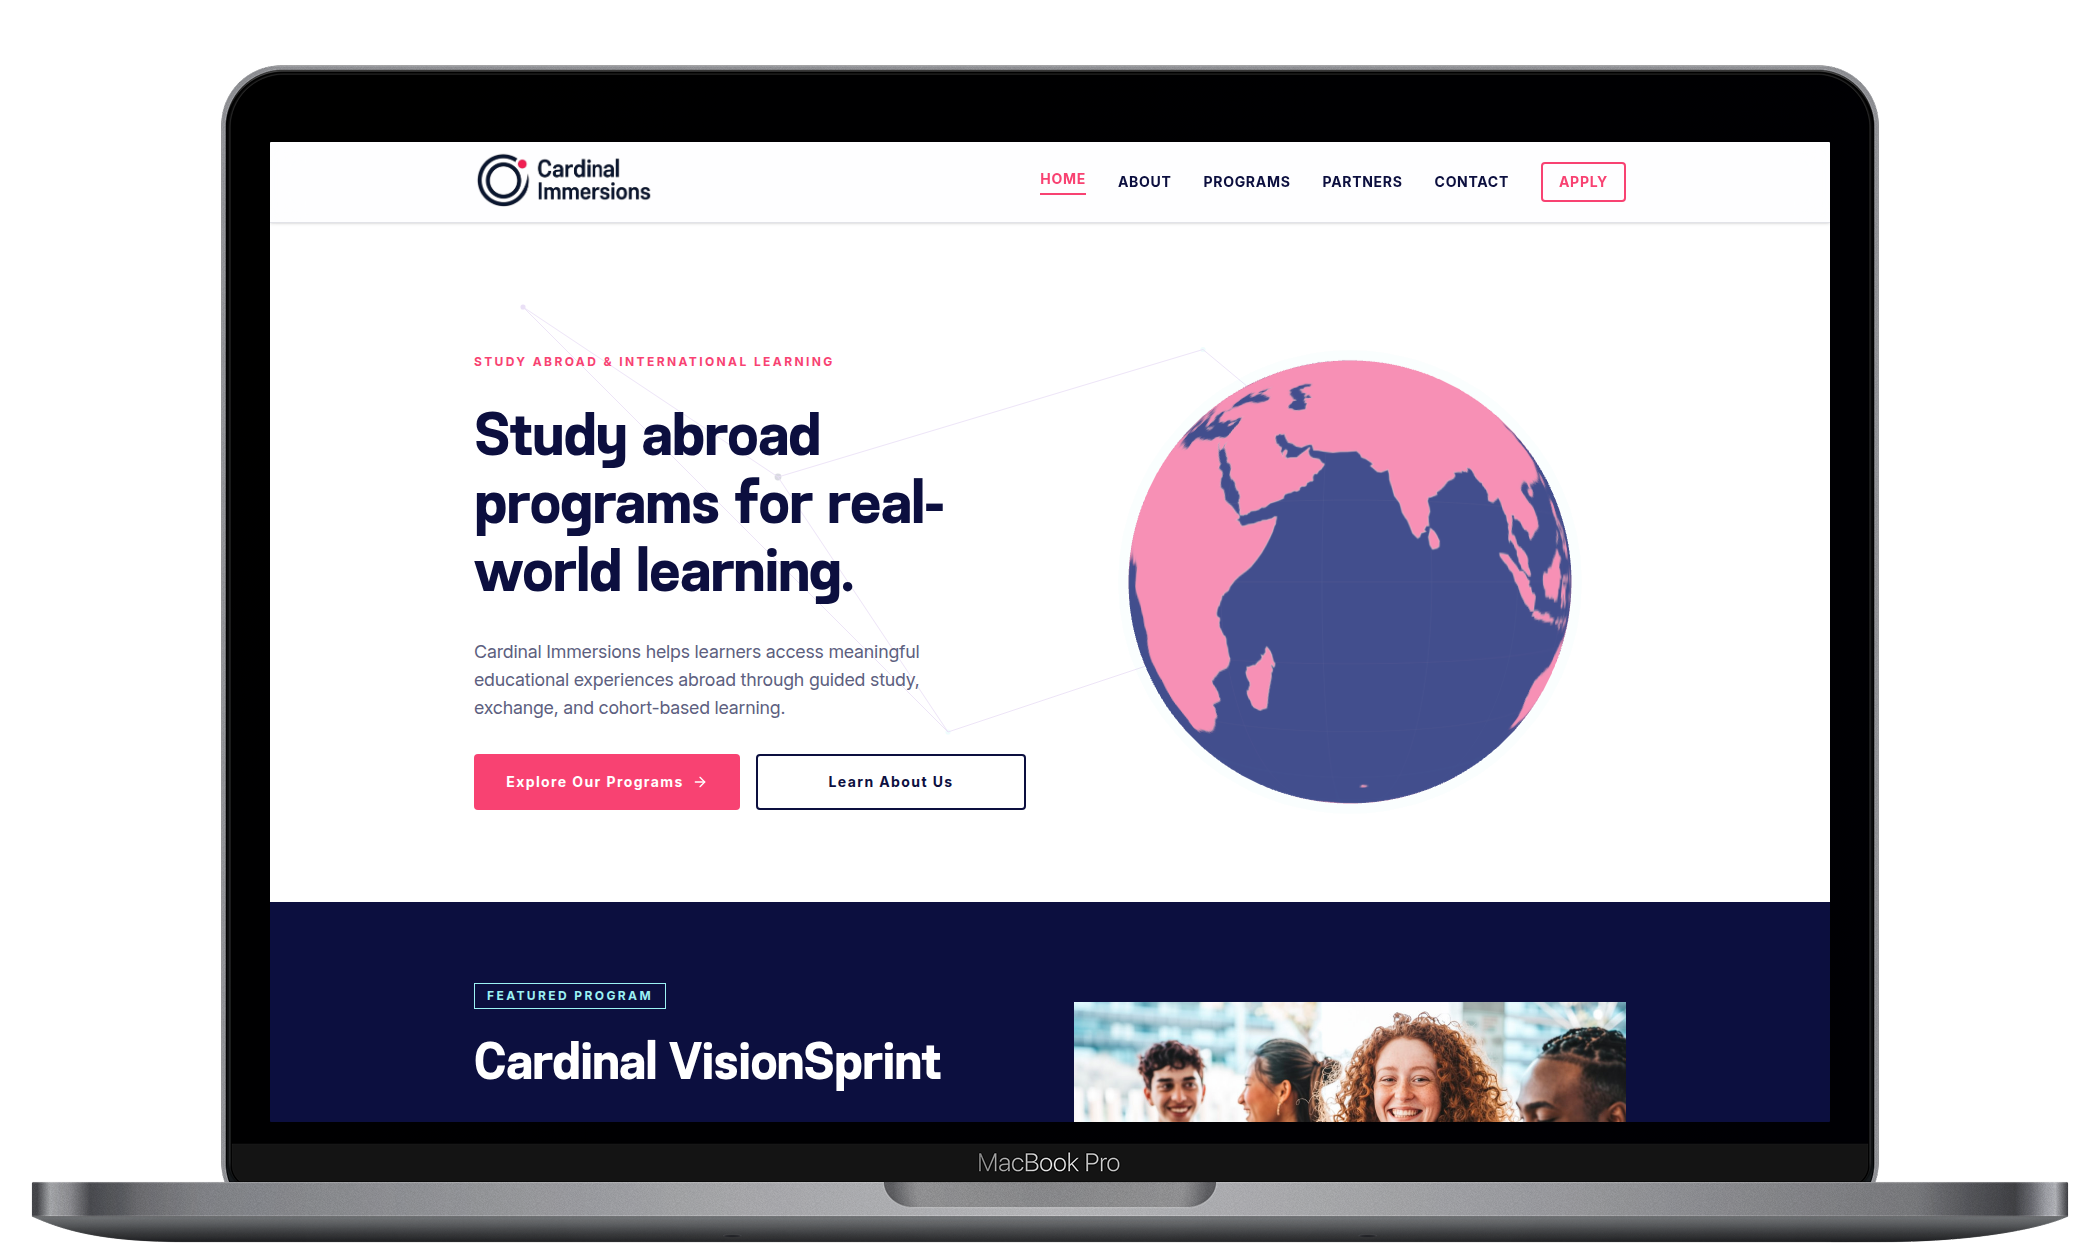 Cardinal
Immersions
HOME
ABOUT
PROGRAMS
PARTNERS
CONTACT
APPLY
STUDY ABROAD & INTERNATIONAL LEARNING
Study abroad
programs for real-
world learning.
Cardinal Immersions helps learners access meaningful
educational experiences abroad through guided study,
exchange, and cohort-based learning.
Explore Our Programs →
Learn About Us
FEATURED PROGRAM
Cardinal VisionSprint
MacBook Pro